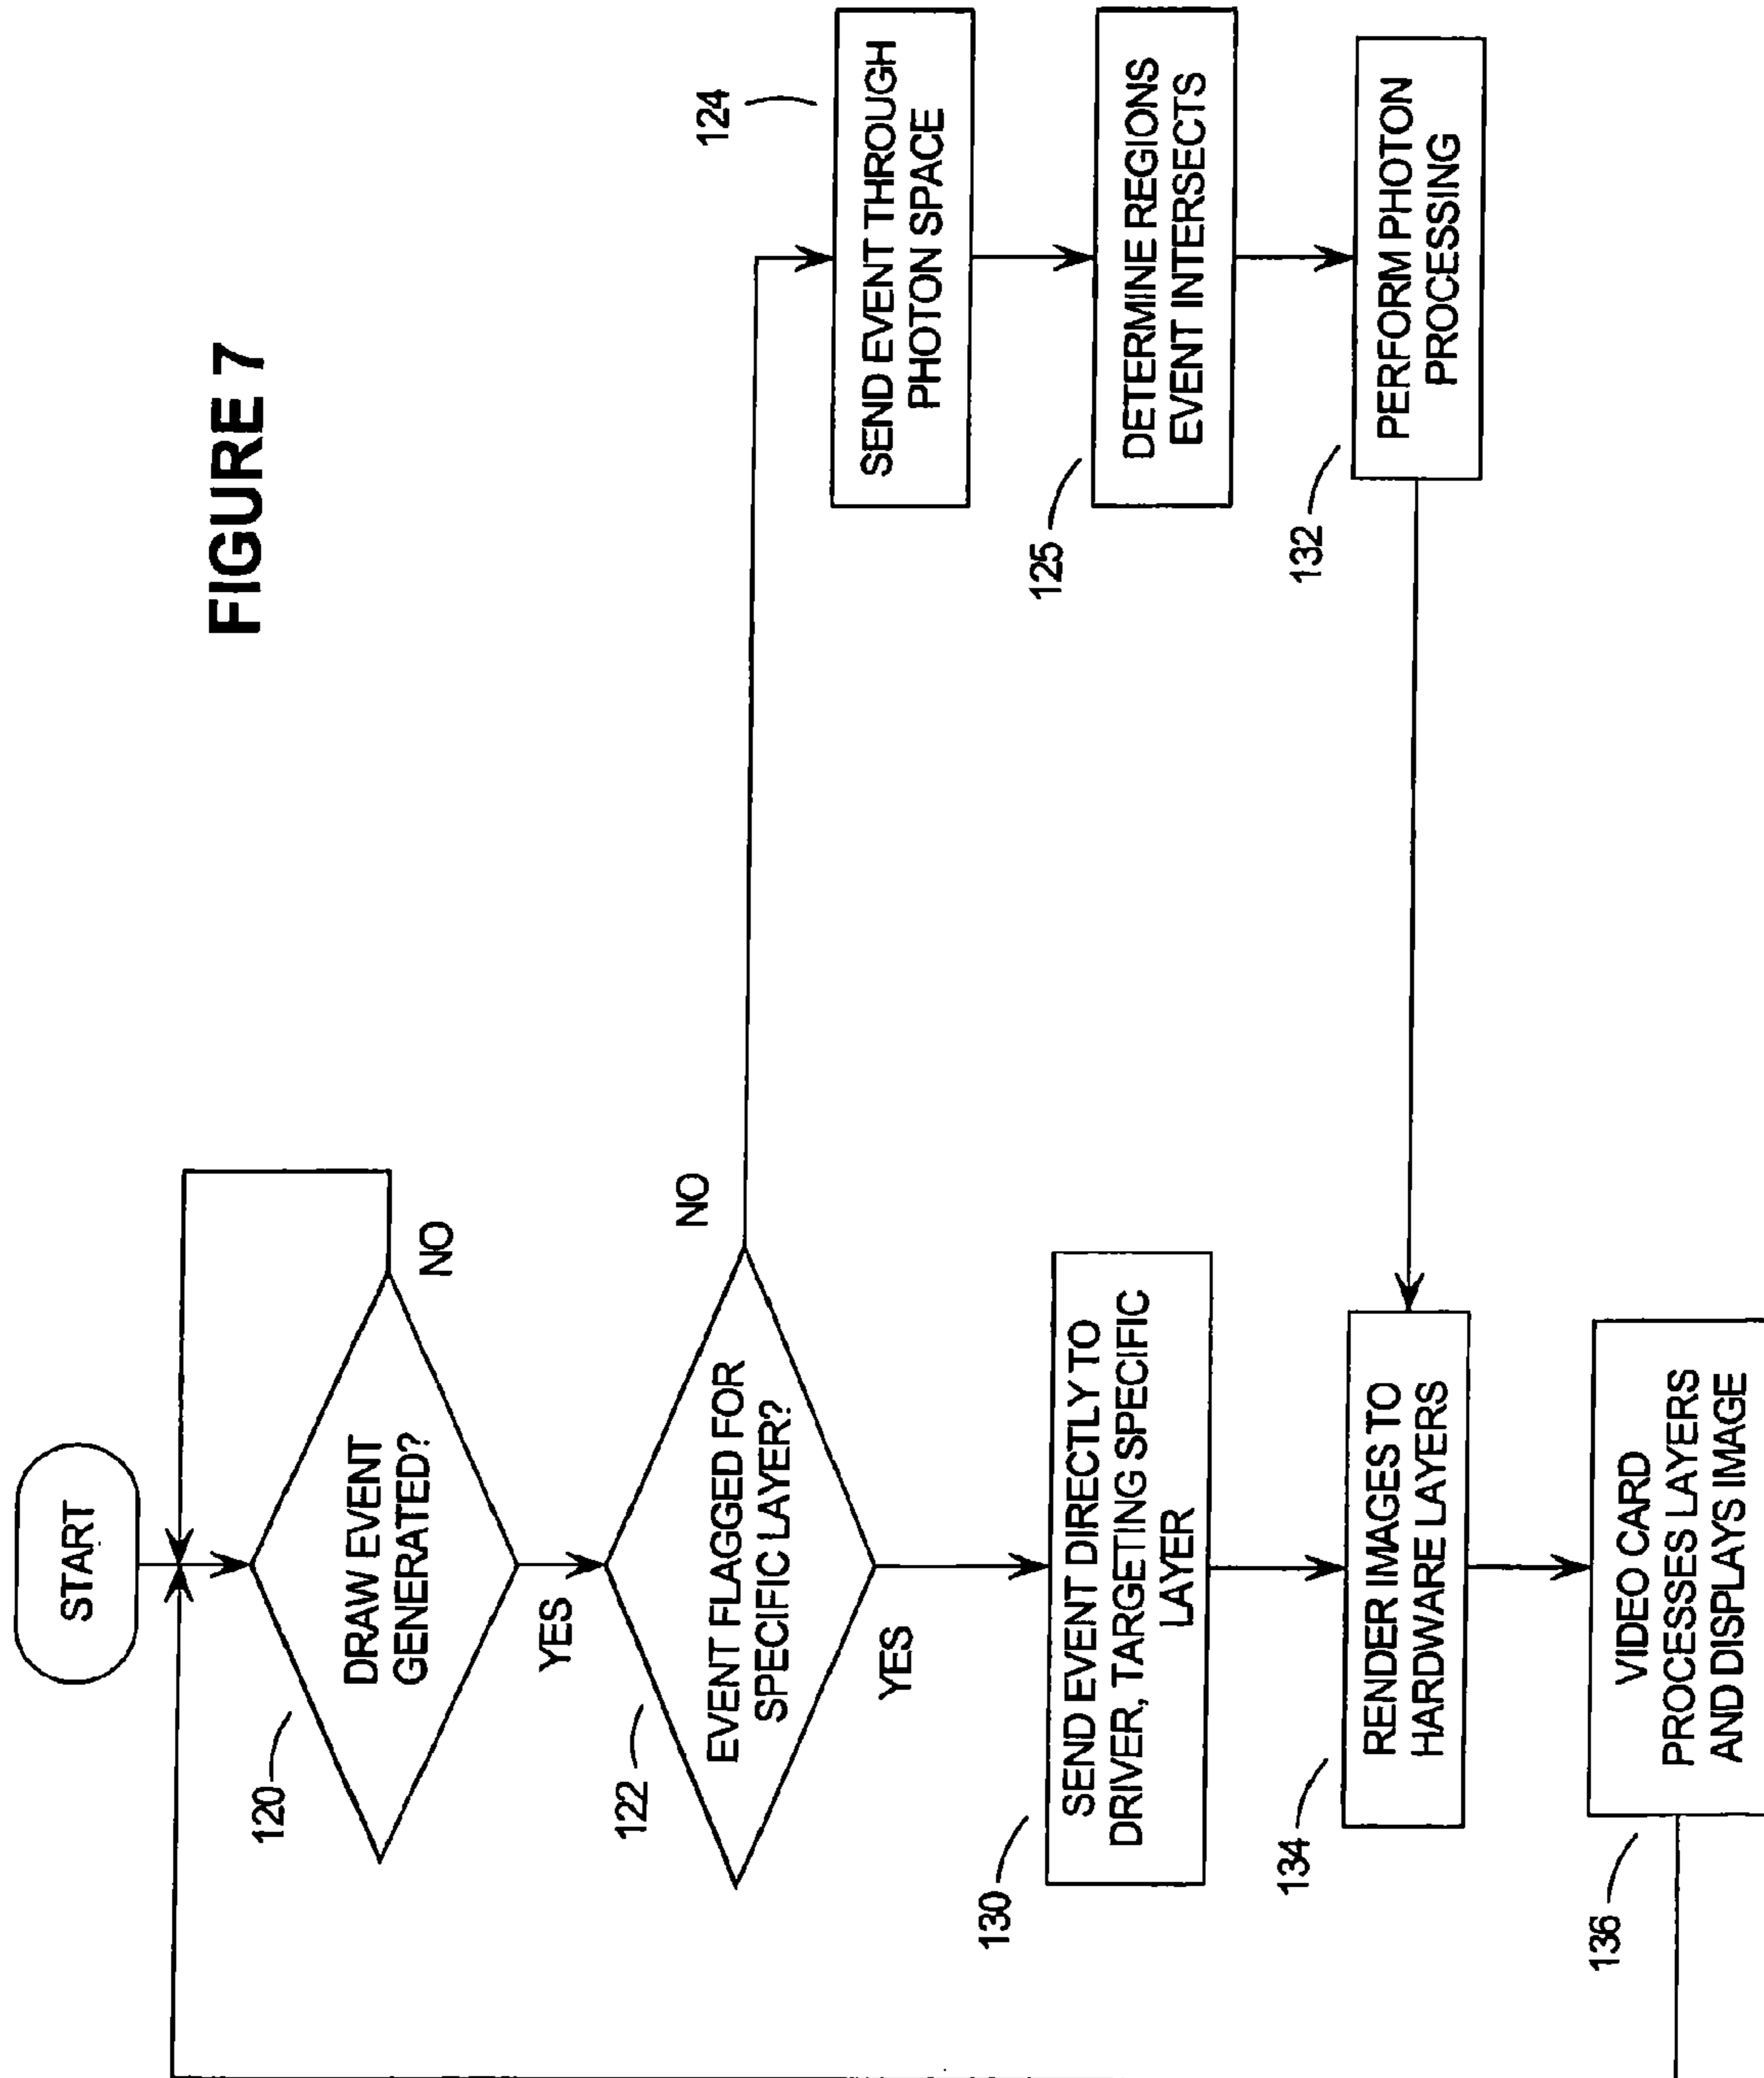 FIGURE 7
START
DRAW EVENT
GENERATED?
120
NO
YES
EVENT FLAGGED FOR
SPECIFIC LAYER?
122
NO
YES
SEND EVENT THROUGH
PHOTON SPACE
124
DETERMINE REGIONS
EVENT INTERSECTS
125
SEND EVENT DIRECTLY TO
DRIVER, TARGETING SPECIFIC
LAYER
130
PERFORM PHOTON
PROCESSING
132
RENDER IMAGES TO
HARDWARE LAYERS
134
VIDEO CARD
PROCESSES LAYERS
AND DISPLAYS IMAGE
136